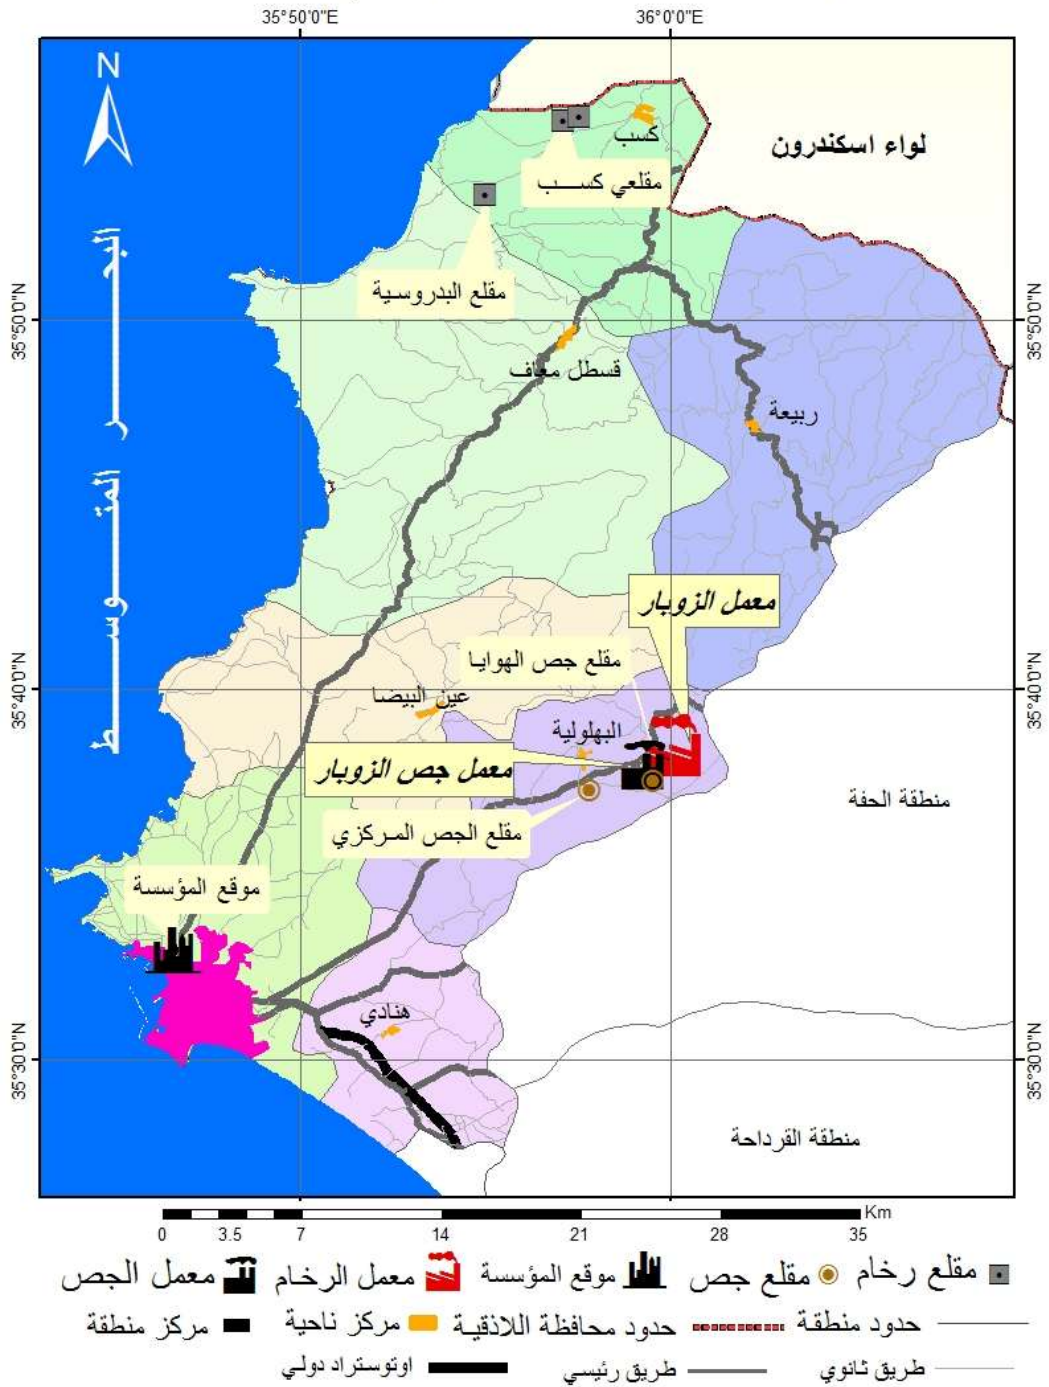 35°50'0"E
36°0'0"E
N
لواء اسكندرون
كسب
مقلعي كســـب
مقلع البدروسية
35°50'0"N
35°50'0"N
قسطل معاف
ربيعة
البحـــــــر المتـــوســـــط
معمل الزوبار
مقلع جص الهوايا
35°40'0"N
35°40'0"N
عين البيضا
البهلولية
معمل جص الزوبار
منطقة الحفة
مقلع الجص المركزي
موقع المؤسسة
هنادي
35°30'0"N
35°30'0"N
منطقة القرداحة
0 3.5 7 14 21 28 35 Km
مقلع رخام
مقلع جص
موقع المؤسسة
معمل الرخام
معمل الجص
حدود منطقة
حدود محافظة اللاذقية
مركز ناحية
مركز منطقة
طريق ثانوي
طريق رئيسي
اوتوستراد دولي